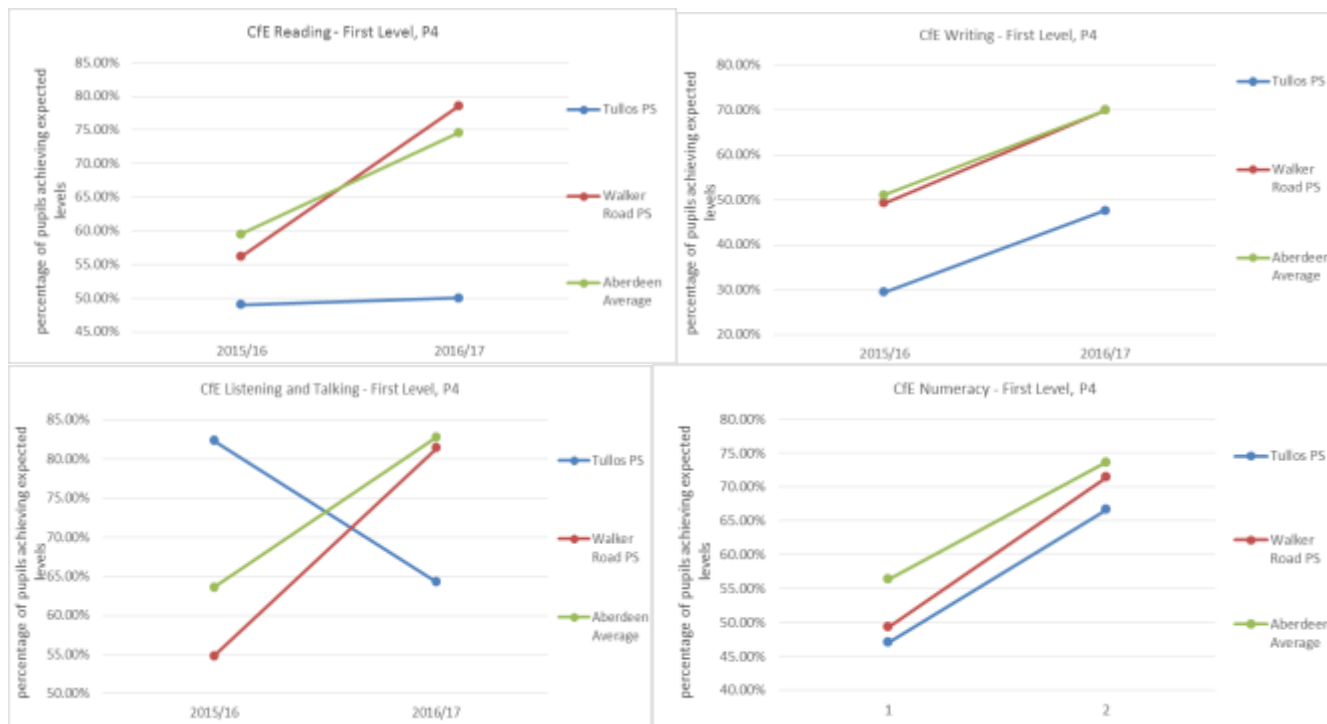 CfE Reading - First Level, P4
percentage of pupils achieving expected
levels
85.00%
80.00%
75.00%
70.00%
65.00%
60.00%
55.00%
50.00%
45.00%
2015/16
2016/17
Tullos PS
Walker
Road PS
Aberdeen
Average
CfE Writing - First Level, P4
percentage of pupils achieving expected
levels
80.00%
70.00%
60.00%
50.00%
40.00%
30.00%
20.00%
2015/16
2016/17
Tullos PS
Walker
Road PS
Aberdeen
Average
CfE Listening and Talking - First Level, P4
percentage of pupils achieving expected
levels
85.00%
80.00%
75.00%
70.00%
65.00%
60.00%
55.00%
50.00%
2015/16
2016/17
Tullos PS
Walker
Road PS
Aberdeen
Average
CfE Numeracy - First Level, P4
percentage of pupils achieving expected
levels
80.00%
75.00%
70.00%
65.00%
60.00%
55.00%
50.00%
45.00%
40.00%
1
2
Tullos PS
Walker
Road PS
Aberdeen
Average